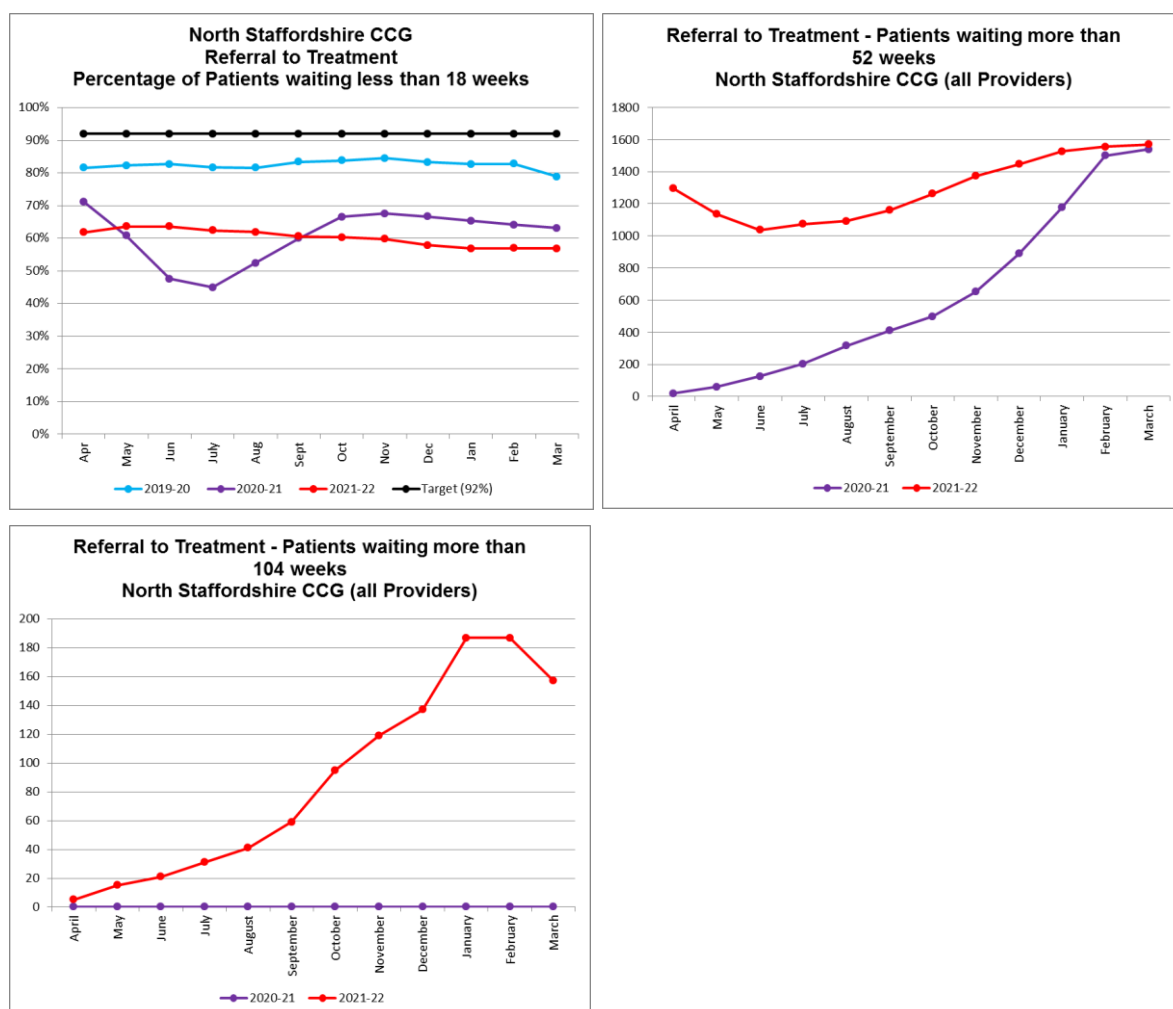 North Staffordshire CCG
Referral to Treatment
Percentage of Patients waiting less than 18 weeks
100%
90%
80%
70%
60%
50%
40%
30%
20%
10%
0%
Apr
May
Jun
July
Aug
Sept
Oct
Nov
Dec
Jan
Feb
Mar
2019-20 2020-21 2021-22 Target (92%)
Referral to Treatment - Patients waiting more than
52 weeks
North Staffordshire CCG (all Providers)
1800
1600
1400
1200
1000
800
600
400
200
0
April
May
June
July
August
September
October
November
December
January
February
March
2020-21 2021-22
Referral to Treatment - Patients waiting more than
104 weeks
North Staffordshire CCG (all Providers)
200
180
160
140
120
100
80
60
40
20
0
April
May
June
July
August
September
October
November
December
January
February
March
2020-21 2021-22